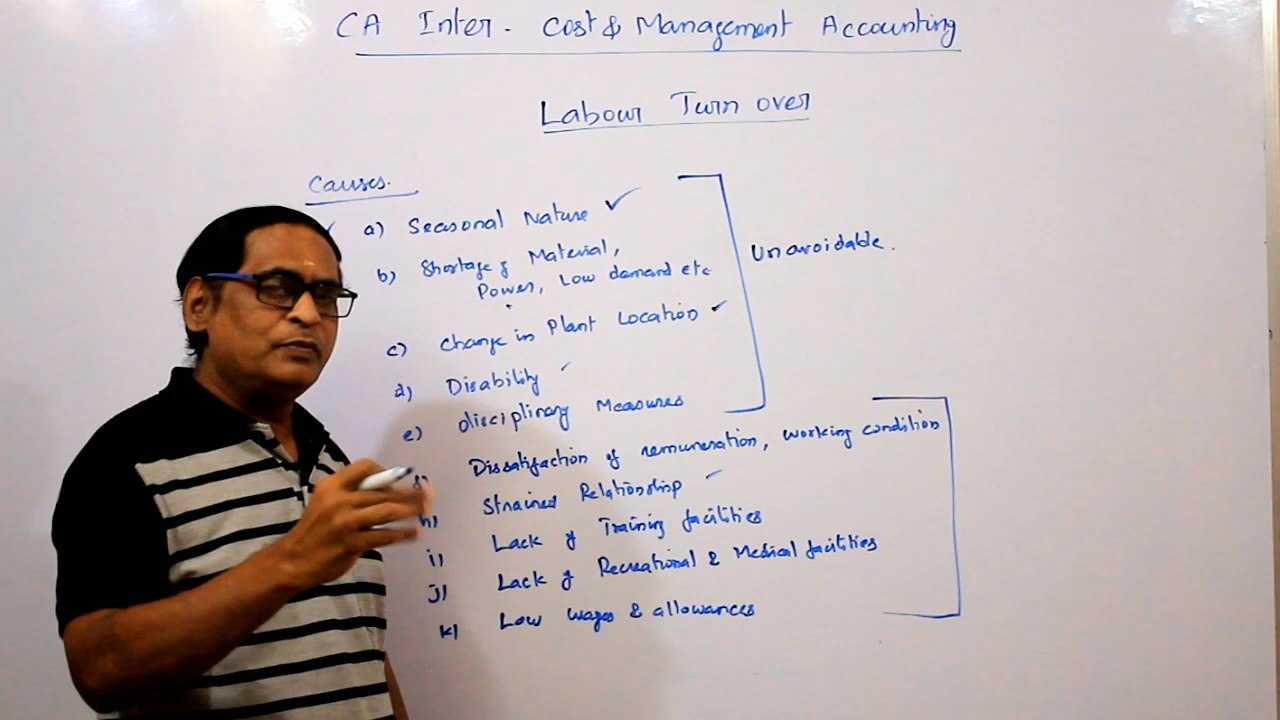 CA Inter - Cost & Management Accounting
Labour Turn over
Causes.
a) Seasonal Nature ✓
b) Shortage of Material,
Power, Low demand etc
Unavoidable.
c) Change in Plant Location ✓
d) Disability
e) disciplinary Measures
Dissatifaction of remuneration, working condition
Strained Relationship
h) Lack of Training facilities
i) Lack of Recreational & Medical facilities
j) Low wages & allowances
k)